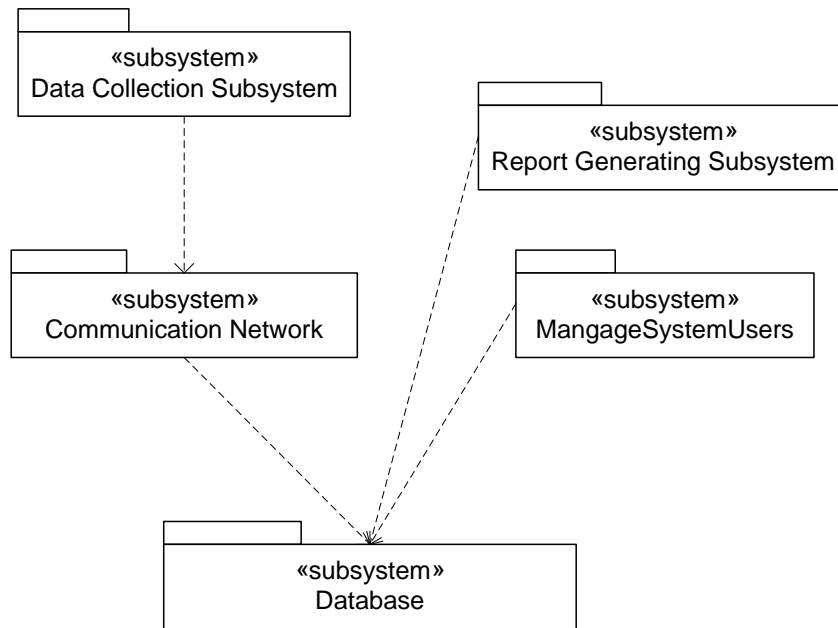 «subsystem»
Data Collection Subsystem
«subsystem»
Report Generating Subsystem
«subsystem»
Communication Network
«subsystem»
MangageSystemUsers
«subsystem»
Database